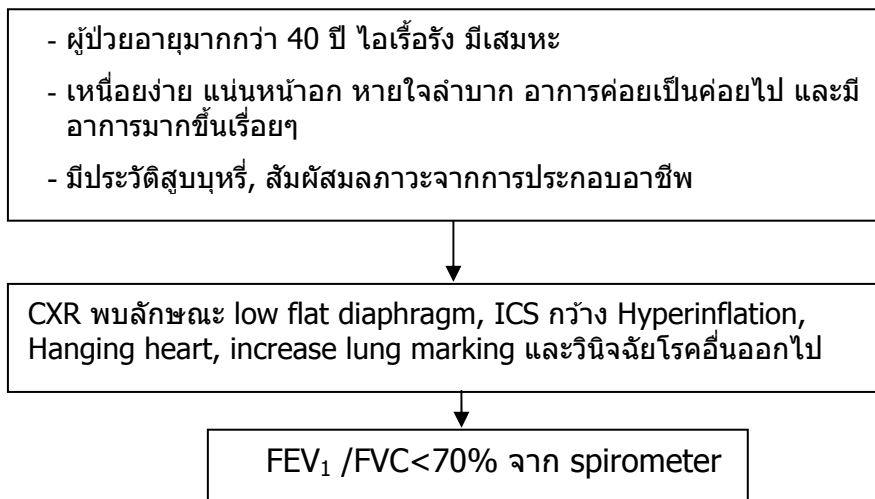 - ผู้ป่วยอายุมากกว่า 40 ปี ไอเรื้อรัง มีเสมหะ
- เหนื่อยง่าย แน่นหน้าอก หายใจลำบาก อาการค่อยเป็นค่อยไป และมี
อาการมากขึ้นเรื่อยๆ
- มีประวัติสูบบุหรี่, สัมผัสมลภาวะจากการประกอบอาชีพ
CXR พบลักษณะ low flat diaphragm, ICS กว้าง Hyperinflation,
Hanging heart, increase lung marking และวินิจฉัยโรคอื่นออกไป
FEV₁ /FVC<70% จาก spirometer